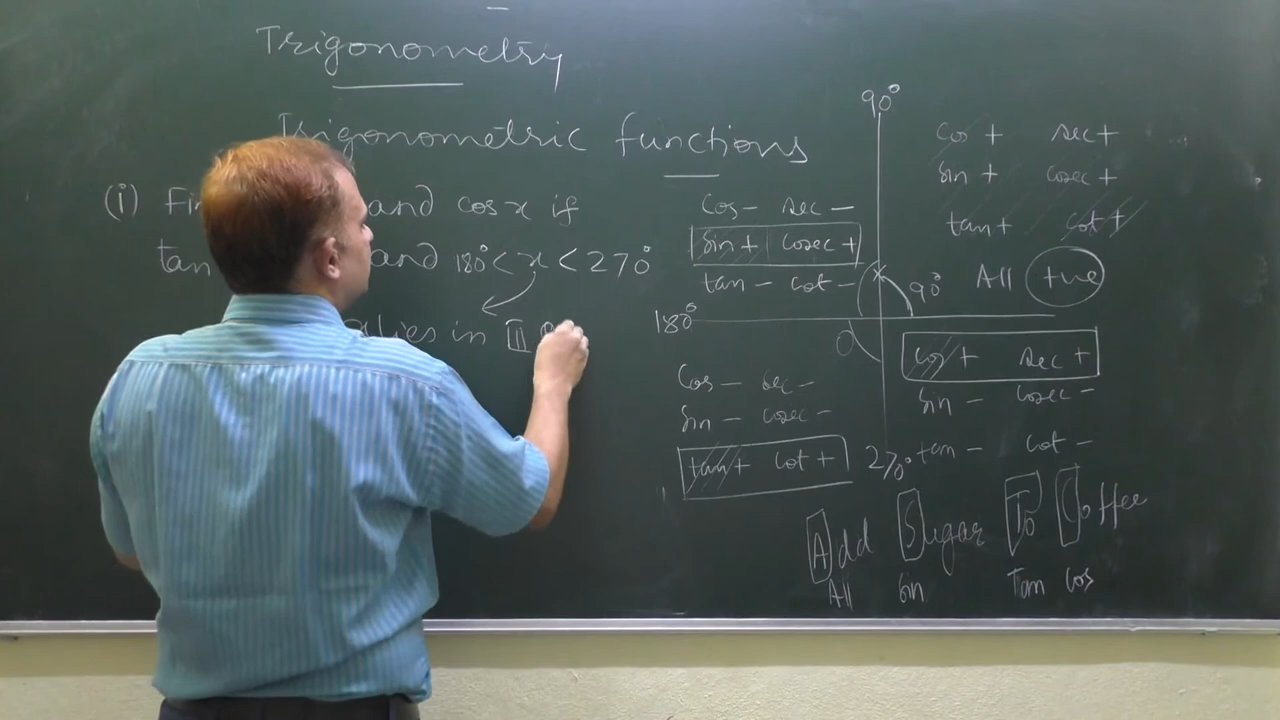 Trigonometry
Trigonometric functions
(i) Fi and cos x if
tan and 180° < x < 270°
lies in III
90°
cos + sec +
sin + cosec +
tan + cot +
All +ve
cos - sec -
sin + cosec +
tan - cot -
90°
180°
cos - sec -
sin - cosec -
tan + cot +
270°
cos + sec +
sin - cosec -
tan - cot -
Add Sugar To Coffee
All Sin Tan Cos